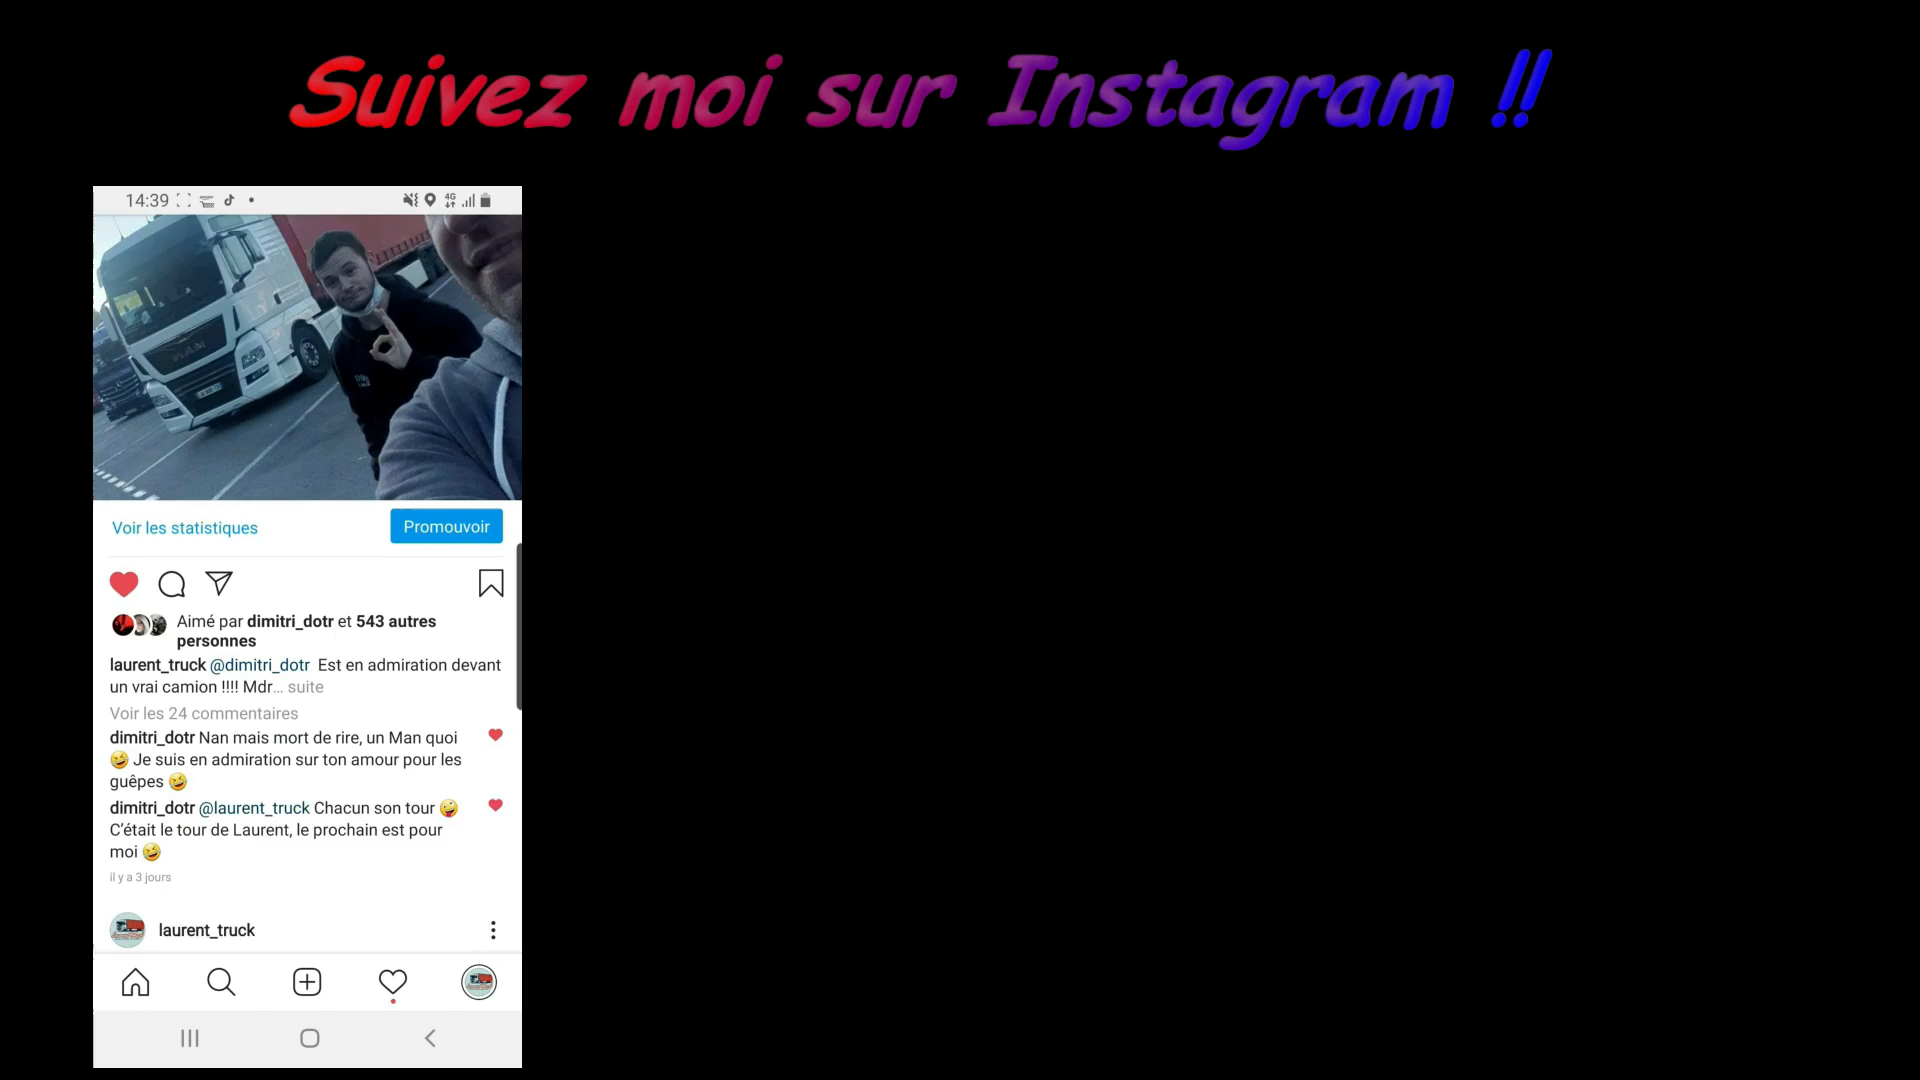 Suivez moi sur Instagram !!
14:39
4G
MAN
Voir les statistiques
Promouvoir
Aimé par dimitri_dotr et 543 autres
personnes
laurent_truck @dimitri_dotr Est en admiration devant
un vrai camion !!!! Mdr... suite
Voir les 24 commentaires
dimitri_dotr Nan mais mort de rire, un Man quoi
🤣 Je suis en admiration sur ton amour pour les
guêpes 🤣
dimitri_dotr @laurent_truck Chacun son tour 🤪
C’était le tour de Laurent, le prochain est pour
moi 🤣
il y a 3 jours
laurent_truck